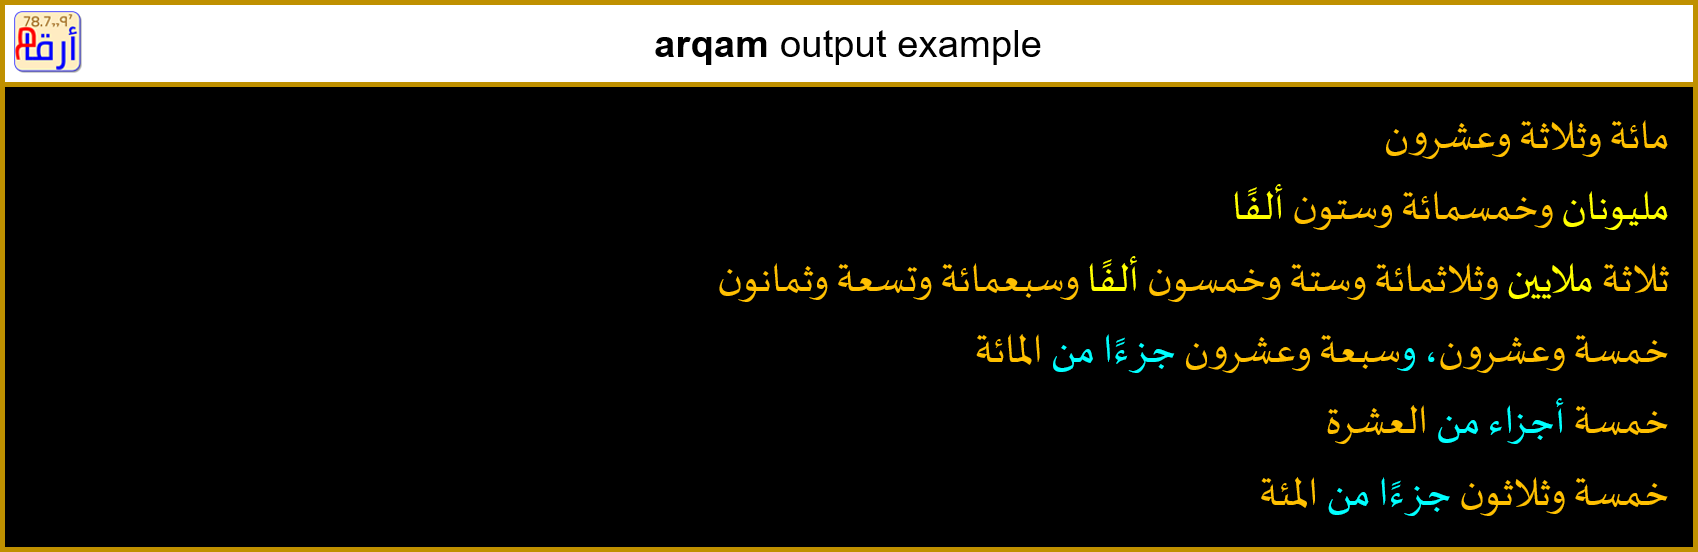 78.7,,٩٬
أرقام
arqam output example
مائة وثلاثة وعشرون
مليونان وخمسمائة وستون ألفًا
ثلاثة ملايين وثلاثمائة وستة وخمسون ألفًا وسبعمائة وتسعة وثمانون
خمسة وعشرون، وسبعة وعشرون جزءًا من المائة
خمسة أجزاء من العشرة
خمسة وثلاثون جزءًا من المئة